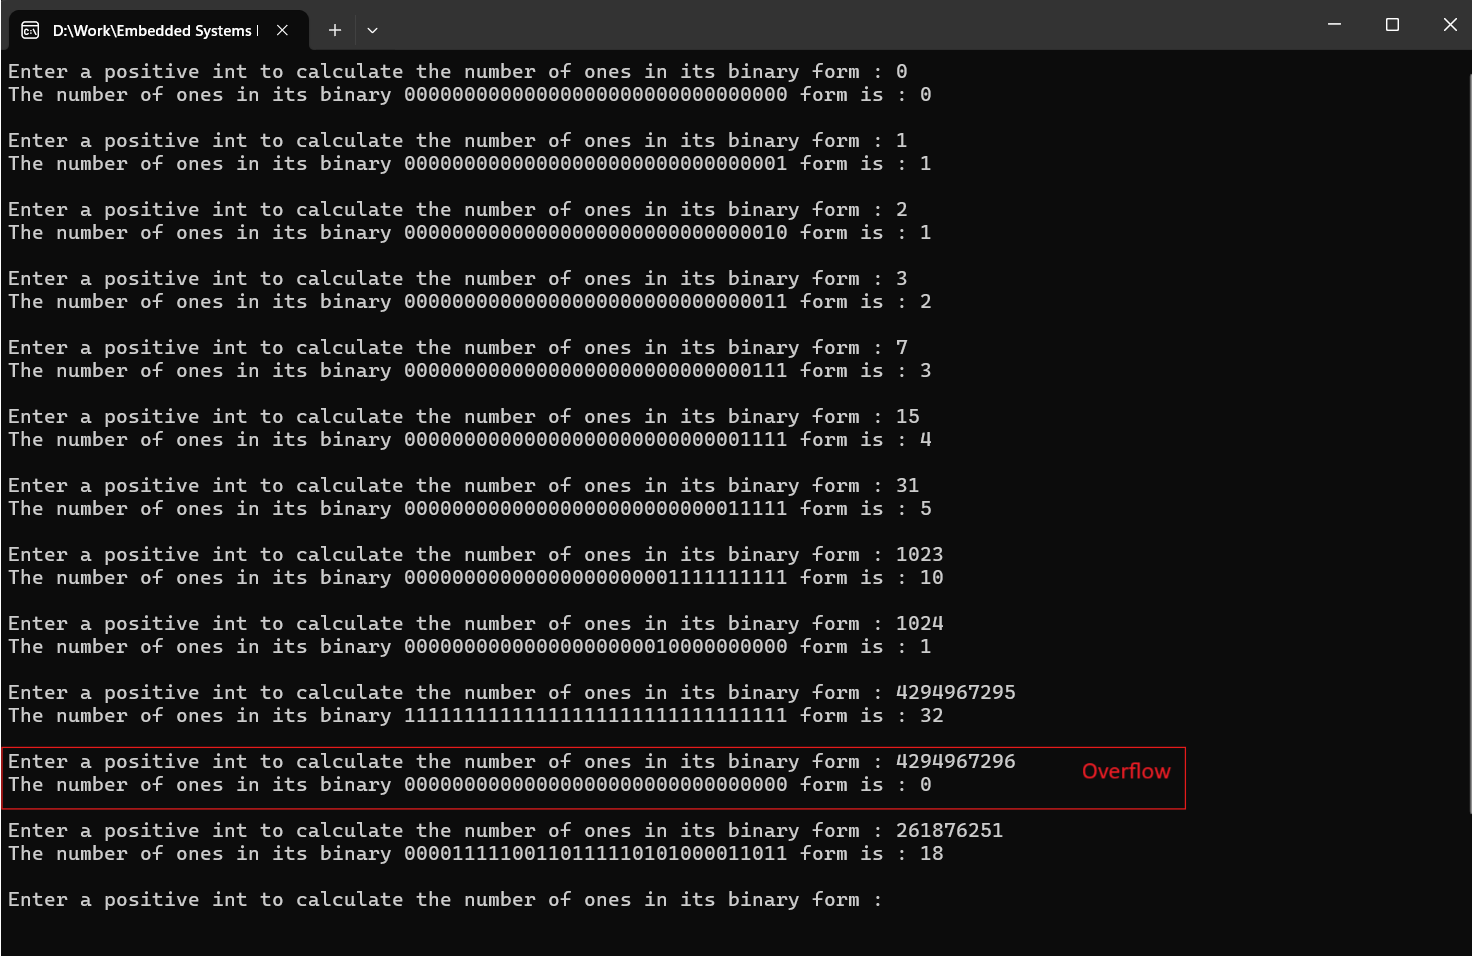 D:\Work\Embedded Systems
Enter a positive int to calculate the number of ones in its binary form : 0
The number of ones in its binary 00000000000000000000000000000000 form is : 0
Enter a positive int to calculate the number of ones in its binary form : 1
The number of ones in its binary 00000000000000000000000000000001 form is : 1
Enter a positive int to calculate the number of ones in its binary form : 2
The number of ones in its binary 00000000000000000000000000000010 form is : 1
Enter a positive int to calculate the number of ones in its binary form : 3
The number of ones in its binary 00000000000000000000000000000011 form is : 2
Enter a positive int to calculate the number of ones in its binary form : 7
The number of ones in its binary 00000000000000000000000000000111 form is : 3
Enter a positive int to calculate the number of ones in its binary form : 15
The number of ones in its binary 00000000000000000000000000001111 form is : 4
Enter a positive int to calculate the number of ones in its binary form : 31
The number of ones in its binary 00000000000000000000000000011111 form is : 5
Enter a positive int to calculate the number of ones in its binary form : 1023
The number of ones in its binary 00000000000000000000001111111111 form is : 10
Enter a positive int to calculate the number of ones in its binary form : 1024
The number of ones in its binary 00000000000000000000010000000000 form is : 1
Enter a positive int to calculate the number of ones in its binary form : 4294967295
The number of ones in its binary 11111111111111111111111111111111 form is : 32
Enter a positive int to calculate the number of ones in its binary form : 4294967296
Overflow
The number of ones in its binary 00000000000000000000000000000000 form is : 0
Enter a positive int to calculate the number of ones in its binary form : 261876251
The number of ones in its binary 00001111100110111110101000011011 form is : 18
Enter a positive int to calculate the number of ones in its binary form :